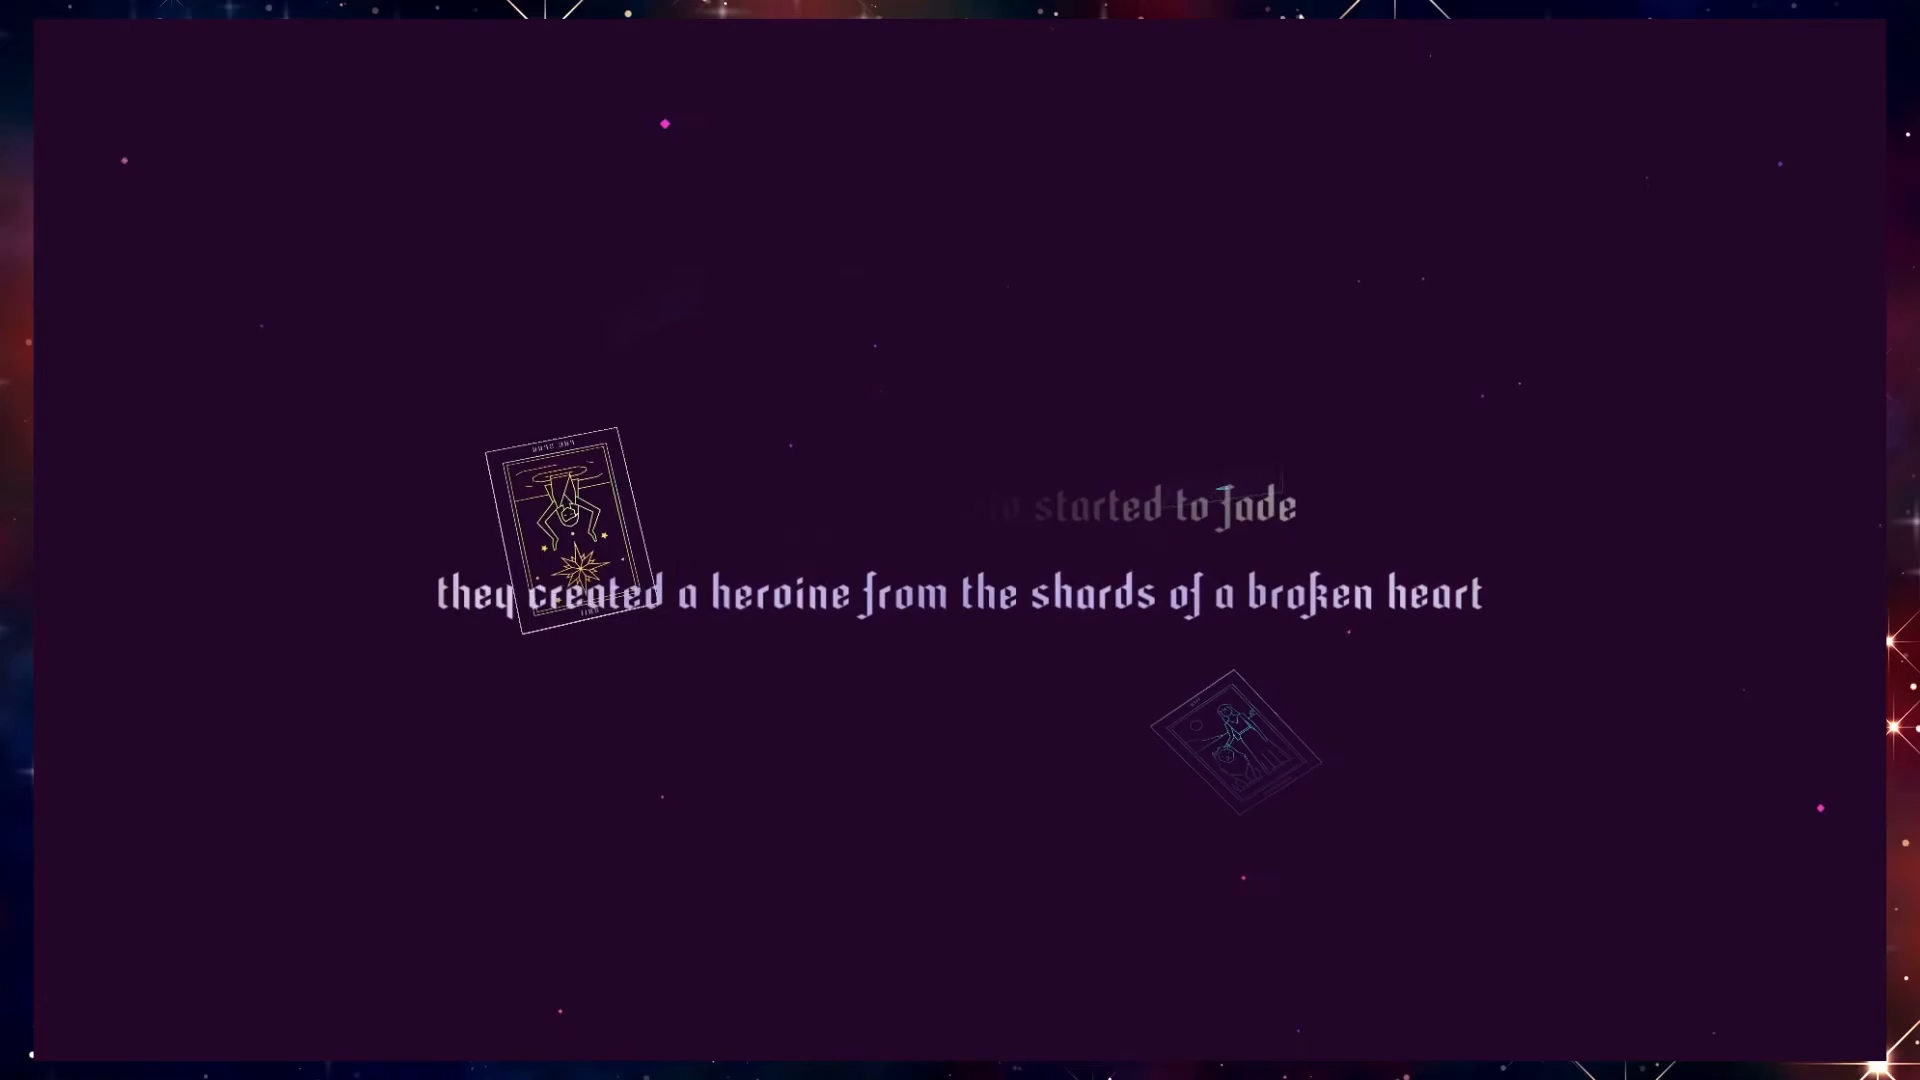 started to fade
they created a heroine from the shards of a broken heart